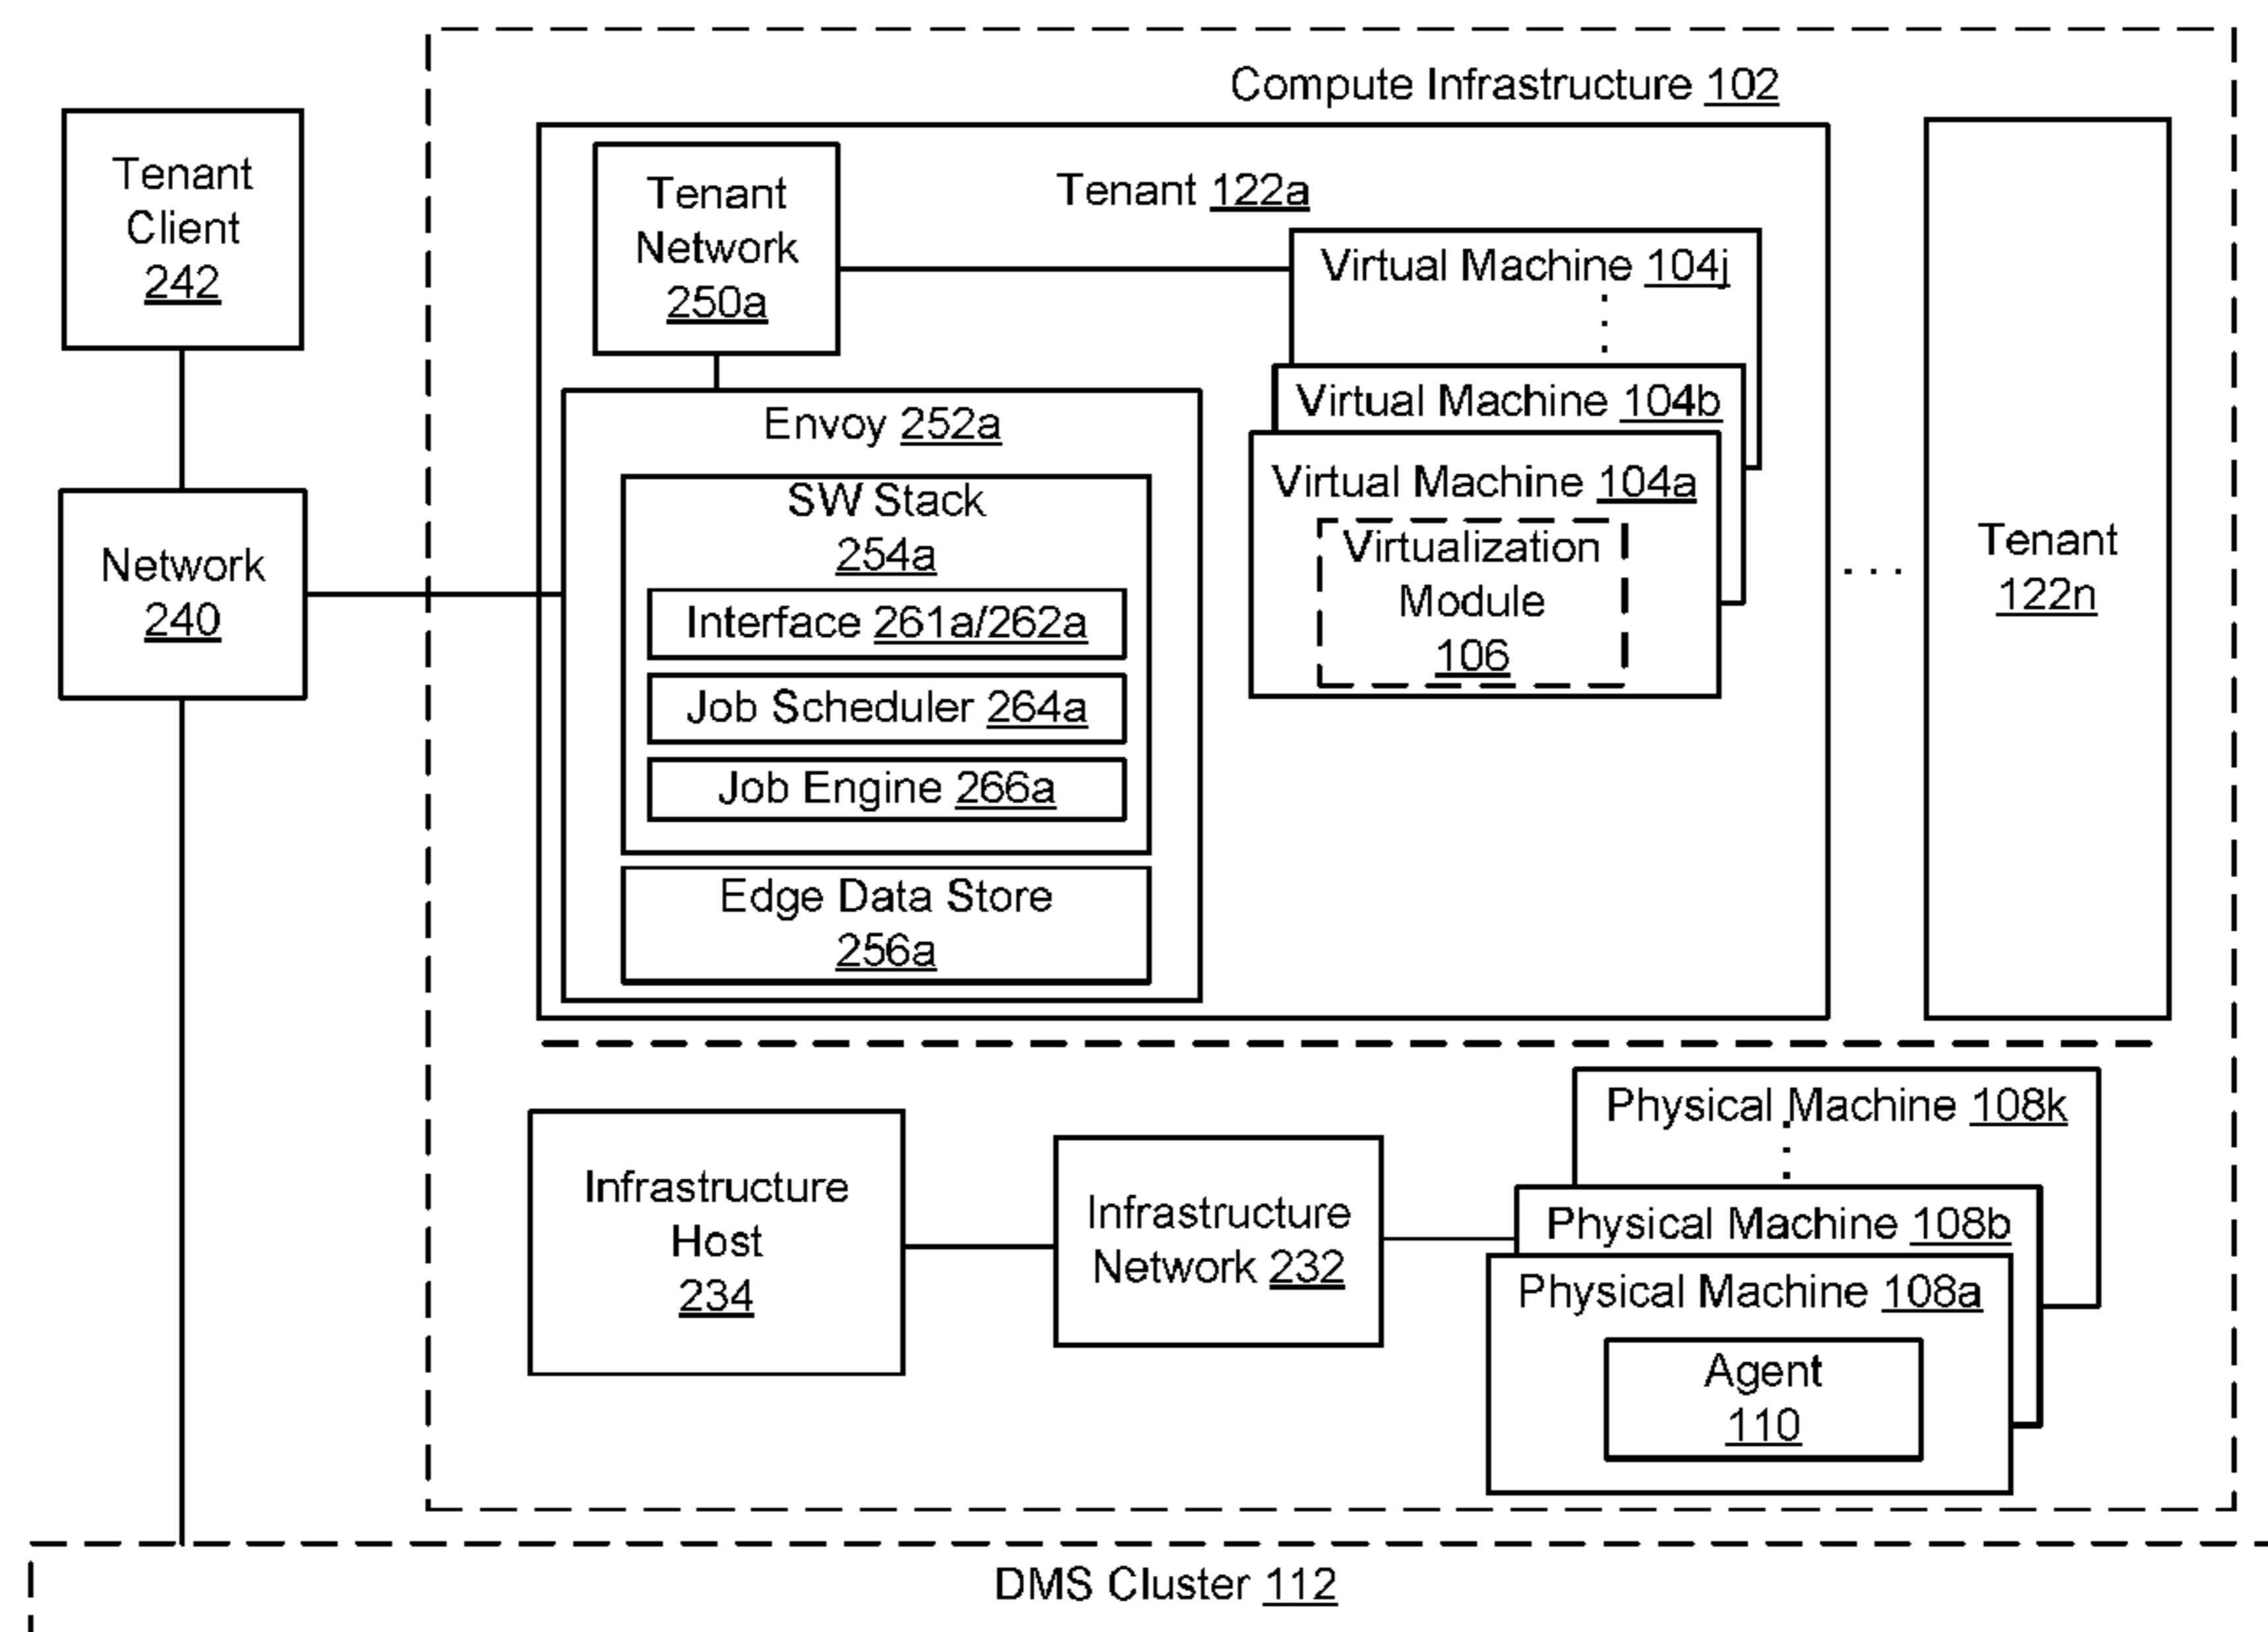 Compute Infrastructure 102
Tenant
Client
242
Tenant
Network
250a
Tenant 122a
Virtual Machine 104j
Virtual Machine 104b
Virtual Machine 104a
Virtualization
Module
106
Envoy 252a
SW Stack
254a
Interface 261a/262a
Job Scheduler 264a
Job Engine 266a
Edge Data Store
256a
Network
240
. . .
Tenant
122n
Infrastructure
Host
234
Infrastructure
Network 232
Physical Machine 108k
Physical Machine 108b
Physical Machine 108a
Agent
110
DMS Cluster 112